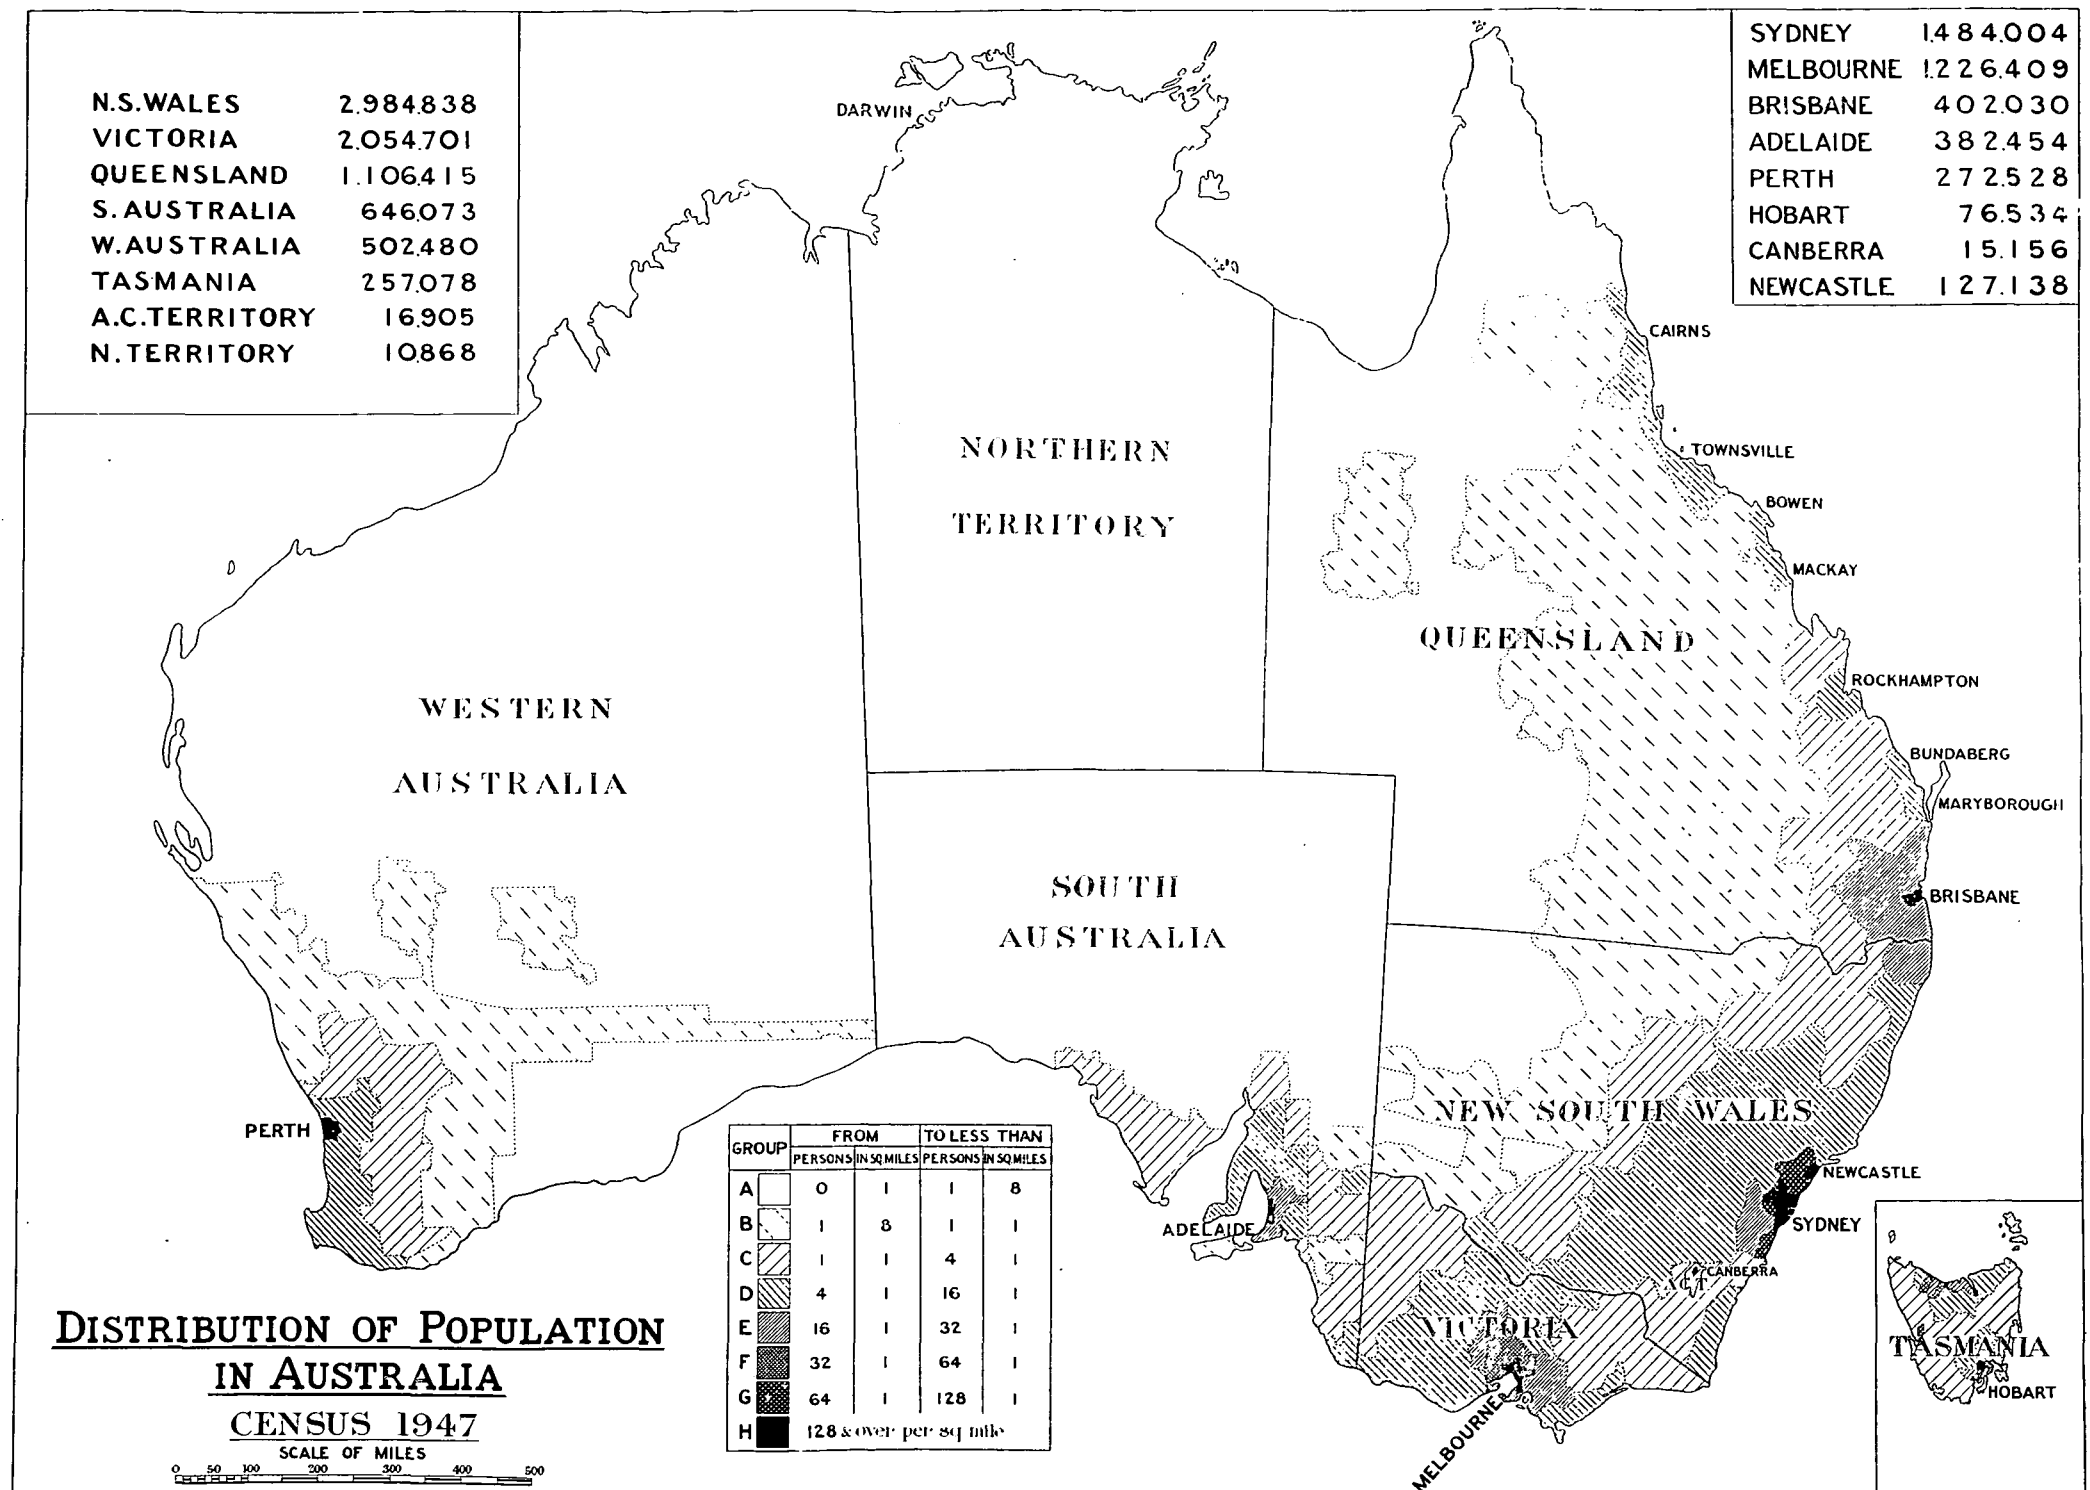 N.S.WALES 2.984.838
VICTORIA 2.054.701
QUEENSLAND 1.106.415
S. AUSTRALIA 646.073
W. AUSTRALIA 502.480
TASMANIA 257.078
A.C. TERRITORY 16.905
N. TERRITORY 10.868
SYDNEY 1.484.004
MELBOURNE 1.226.409
BRISBANE 402.030
ADELAIDE 382.454
PERTH 272.528
HOBART 76.534
CANBERRA 15.156
NEWCASTLE 127.138
DARWIN
CAIRNS
NORTHERN
TERRITORY
TOWNSVILLE
BOWEN
MACKAY
QUEENSLAND
ROCKHAMPTON
WESTERN
AUSTRALIA
BUNDABERG
MARYBOROUGH
SOUTH
AUSTRALIA
BRISBANE
NEW SOUTH WALES
PERTH
NEWCASTLE
SYDNEY
ADELAIDE
CANBERRA
A.C.T
VICTORIA
MELBOURNE
TASMANIA
HOBART
GROUP FROM TO LESS THAN
PERSONS IN SQ.MILES PERSONS IN SQ.MILES
A 0 1 1 8
B 1 8 1 1
C 1 1 4 1
D 4 1 16 1
E 16 1 32 1
F 32 1 64 1
G 64 1 128 1
H 128 & over per sq mile
DISTRIBUTION OF POPULATION
IN AUSTRALIA
CENSUS 1947
SCALE OF MILES
0 50 100 200 300 400 500